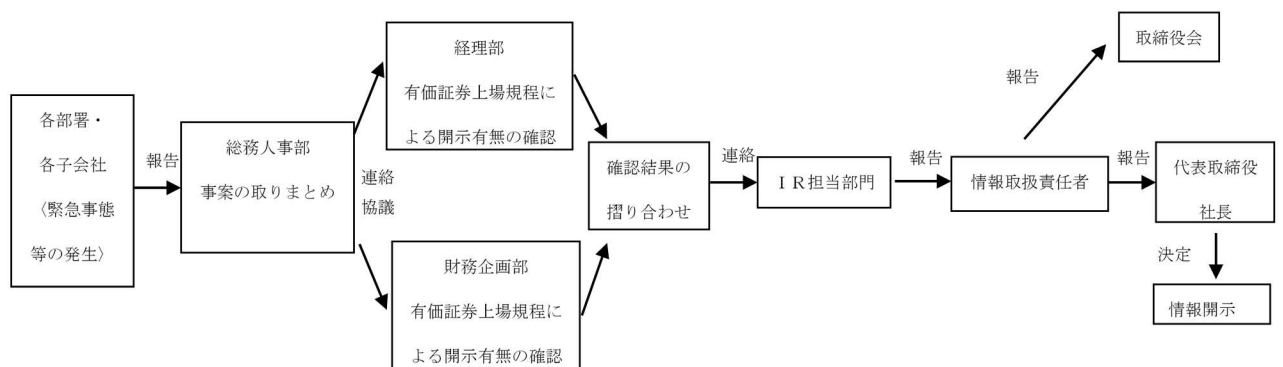 各部署・
各子会社
〈緊急事態
等の発生〉
報告
総務人事部
事案の取りまとめ
連絡
協議
経理部
有価証券上場規程に
よる開示有無の確認
財務企画部
有価証券上場規程に
よる開示有無の確認
確認結果の
摺り合わせ
連絡
ＩＲ担当部門
報告
情報取扱責任者
報告
取締役会
報告
代表取締役
社長
決定
情報開示